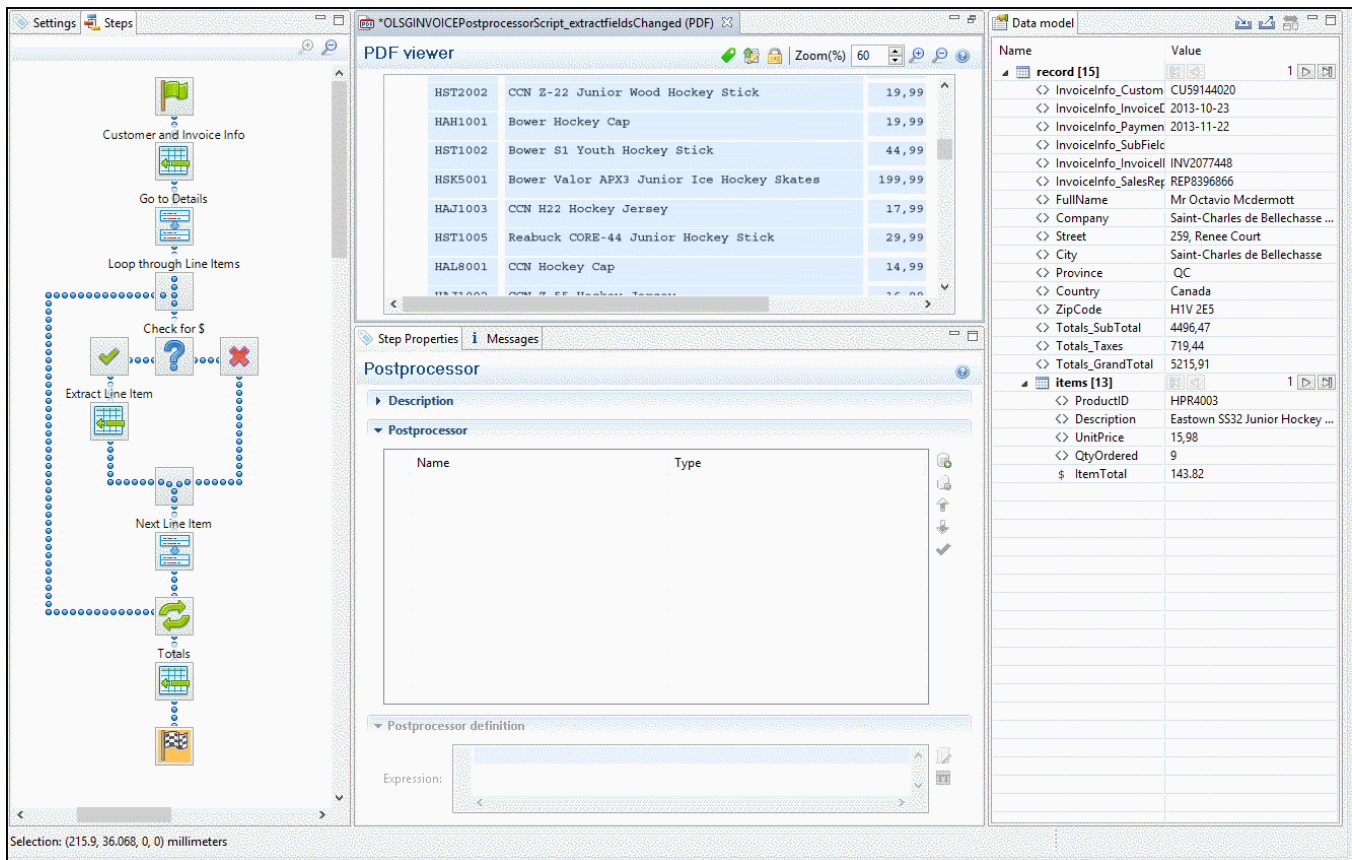 Settings Steps
Customer and Invoice Info
Go to Details
Loop through Line Items
Check for $
Extract Line Item
Next Line Item
Totals
*OLSGINVOICEPostprocessorScript_extractfieldsChanged (PDF)
PDF viewer Zoom(%) 60
HST2002 CCN Z-22 Junior Wood Hockey Stick 19,99
HAH1001 Bower Hockey Cap 19,99
HST1002 Bower S1 Youth Hockey Stick 44,99
HSK5001 Bower Valor APX3 Junior Ice Hockey Skates 199,99
HAJ1003 CCN H22 Hockey Jersey 17,99
HST1005 Reabuck CORE-44 Junior Hockey Stick 29,99
HAL8001 CCN Hockey Cap 14,99
Step Properties Messages
Postprocessor
Description
Postprocessor
Name Type
Postprocessor definition
Expression:
Data model
Name Value
record [15] 1
InvoiceInfo_Custom CU59144020
InvoiceInfo_InvoiceD 2013-10-23
InvoiceInfo_Paymen 2013-11-22
InvoiceInfo_SubField
InvoiceInfo_InvoiceI INV2077448
InvoiceInfo_SalesRep REP8396866
FullName Mr Octavio Mcdermott
Company Saint-Charles de Bellechasse ...
Street 259, Renee Court
City Saint-Charles de Bellechasse
Province QC
Country Canada
ZipCode H1V 2E5
Totals_SubTotal 4496,47
Totals_Taxes 719,44
Totals_GrandTotal 5215,91
items [13] 1
ProductID HPR4003
Description Eastown SS32 Junior Hockey ...
UnitPrice 15,98
QtyOrdered 9
$ ItemTotal 143.82
Selection: (215.9, 36.068, 0, 0) millimeters